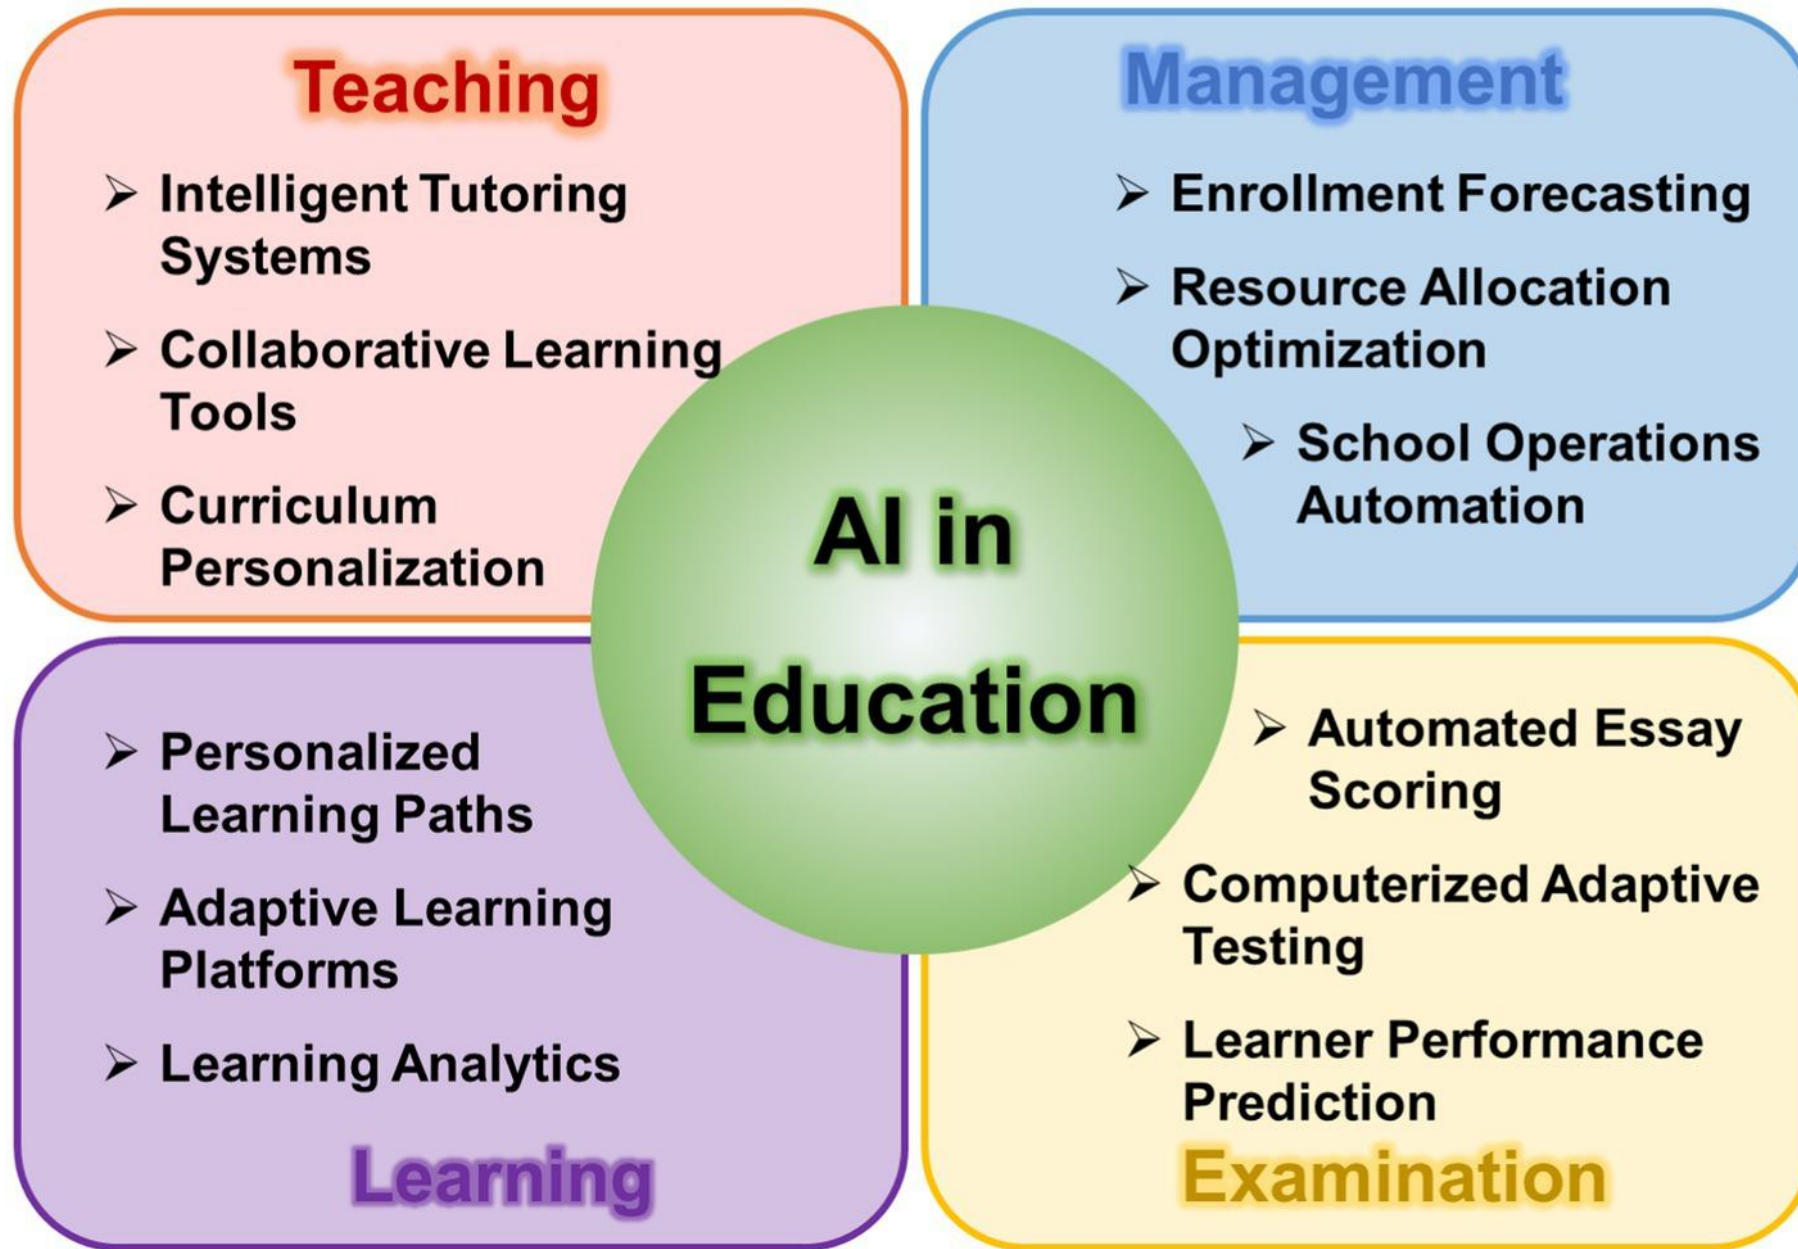 Teaching
➢ Intelligent Tutoring
Systems
➢ Collaborative Learning
Tools
➢ Curriculum
Personalization
Management
➢ Enrollment Forecasting
➢ Resource Allocation
Optimization
➢ School Operations
Automation
AI in
Education
➢ Personalized
Learning Paths
➢ Adaptive Learning
Platforms
➢ Learning Analytics
Learning
➢ Automated Essay
Scoring
➢ Computerized Adaptive
Testing
➢ Learner Performance
Prediction
Examination